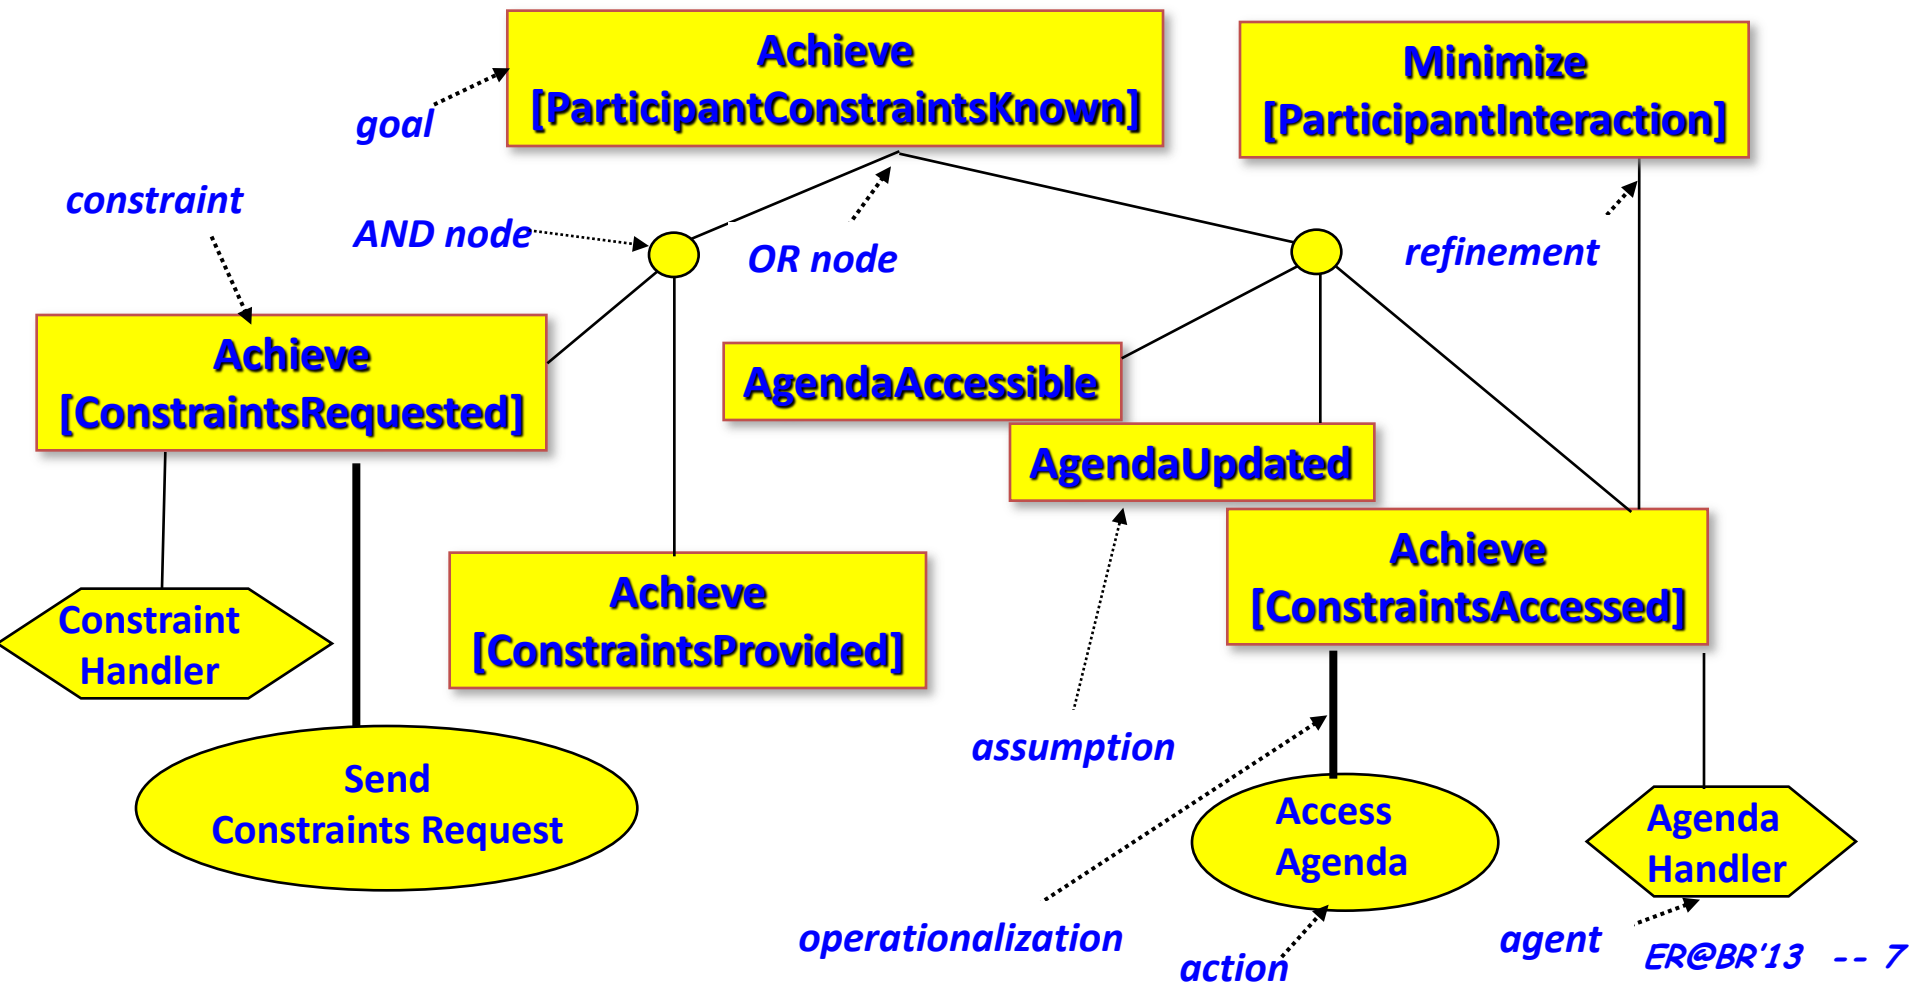 Achieve
[ParticipantConstraintsKnown]
Minimize
[ParticipantInteraction]
goal
constraint
AND node
OR node
refinement
Achieve
[ConstraintsRequested]
AgendaAccessible
AgendaUpdated
Achieve
[ConstraintsAccessed]
Constraint
Handler
Achieve
[ConstraintsProvided]
assumption
Send
Constraints Request
Access
Agenda
Agenda
Handler
operationalization
action
agent
ER@BR'13 -- 7